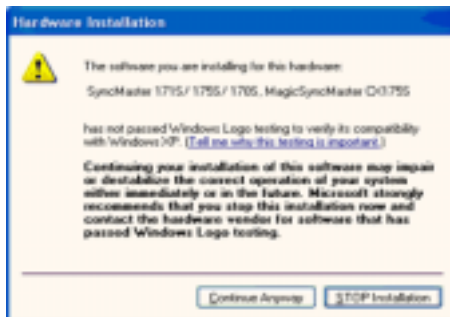 Hardware Installation
The software you are installing for this hardware:
SyncMaster 171S/ 175S/ 170S, MagicSyncMaster CX175S
has not passed Windows Logo testing to verify its compatibility
with Windows XP. (Tell me why this testing is important.)
Continuing your installation of this software may impair
or destabilize the correct operation of your system
either immediately or in the future. Microsoft strongly
recommends that you stop this installation now and
contact the hardware vendor for software that has
passed Windows Logo testing.
Continue Anyway
STOP Installation